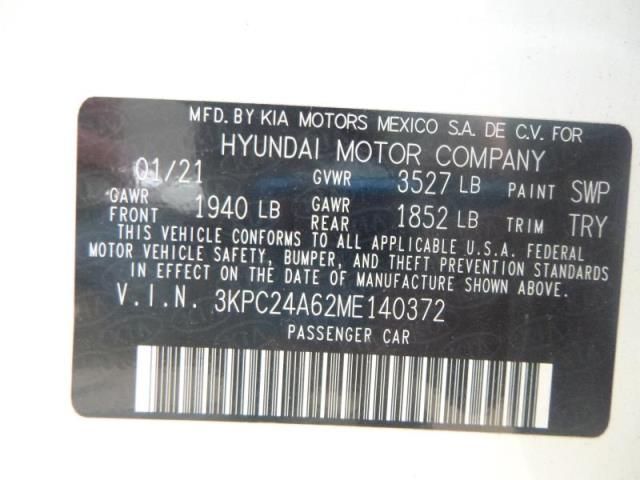 MFD. BY KIA MOTORS MEXICO S.A. DE C.V. FOR
HYUNDAI MOTOR COMPANY
01/21 GVWR 3527 LB PAINT SWP
GAWR FRONT 1940 LB GAWR REAR 1852 LB TRIM TRY
THIS VEHICLE CONFORMS TO ALL APPLICABLE U.S.A. FEDERAL
MOTOR VEHICLE SAFETY, BUMPER, AND THEFT PREVENTION STANDARDS
IN EFFECT ON THE DATE OF MANUFACTURE SHOWN ABOVE.
V.I.N. 3KPC24A62ME140372
PASSENGER CAR